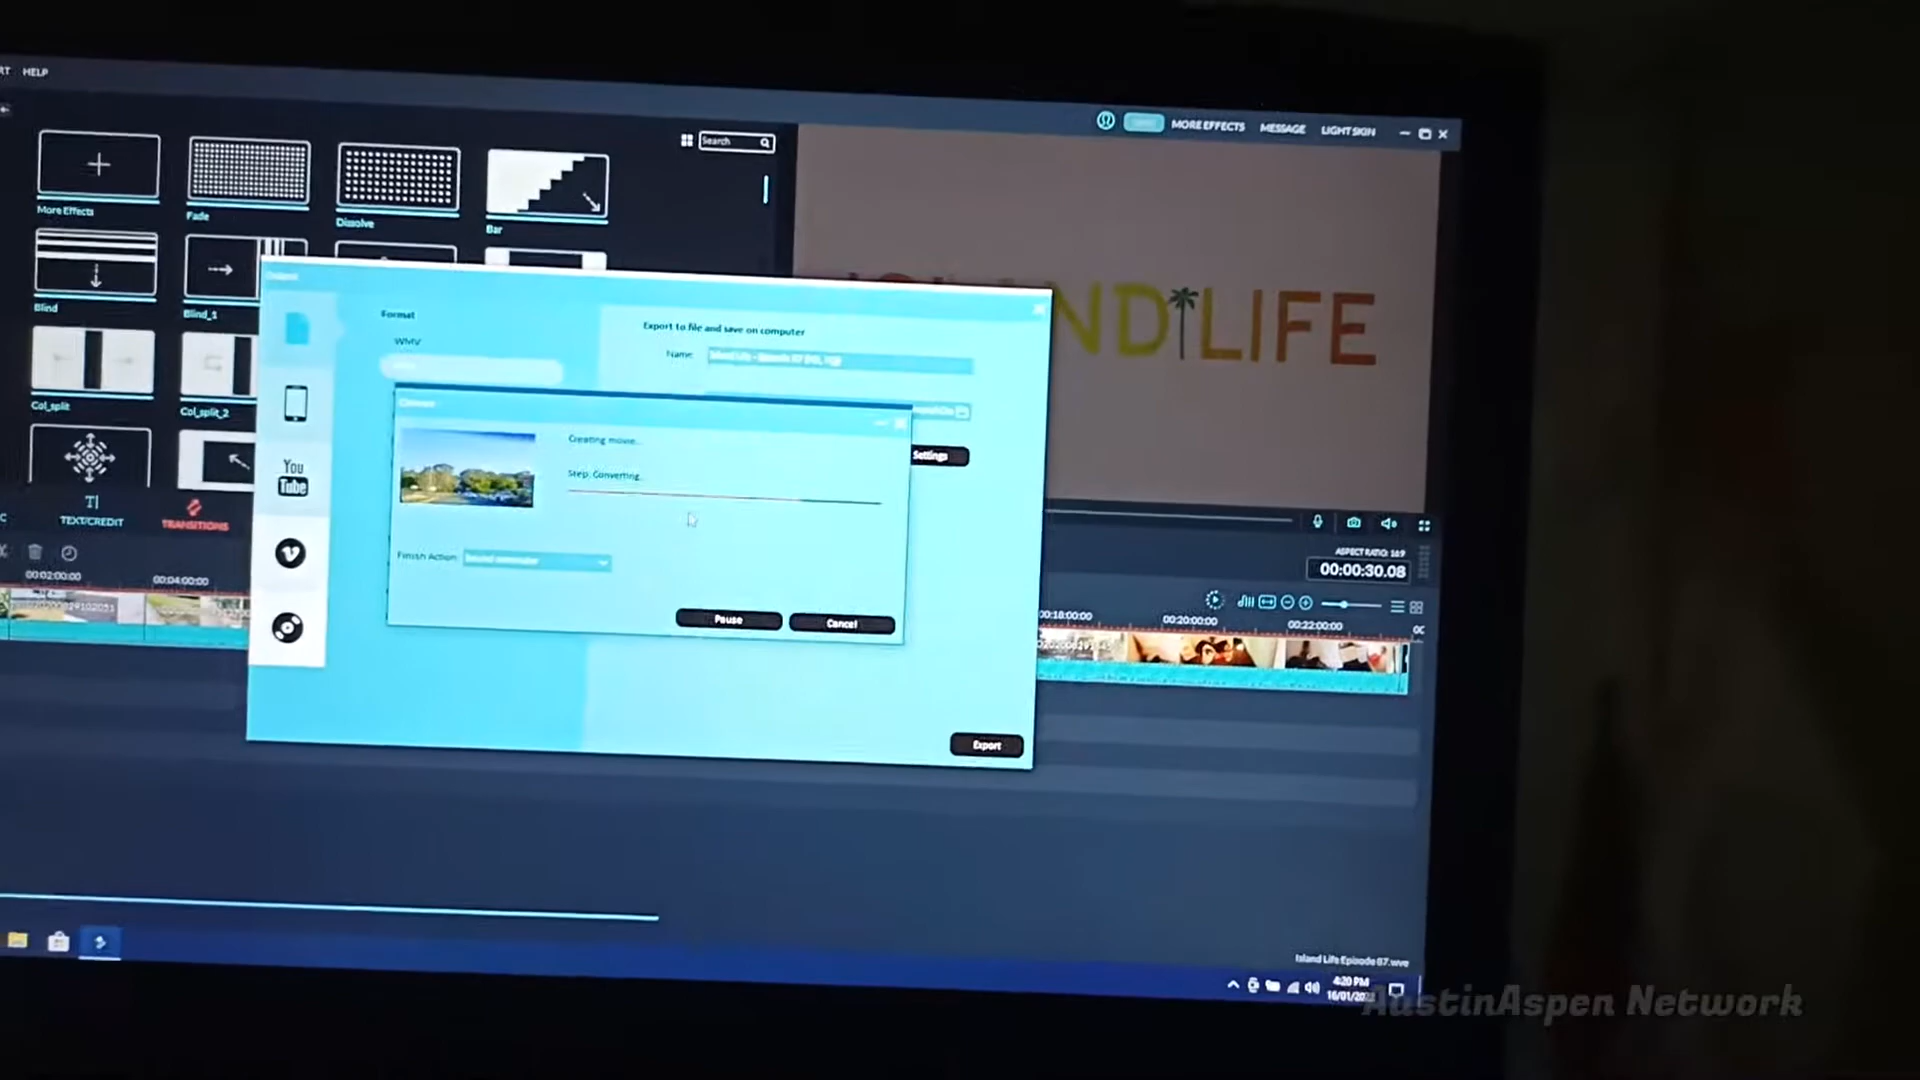 HELP
MORE EFFECTS MESSAGE LIGHT SKIN
Search
More Effects Fade Dissolve Bar
Blind Blind_1
Col_split Col_split_2
ND LIFE
Format
WMV
Export to file and save on computer
Name:
Settings
Creating movie...
Step: Converting...
Finish Action:
Pause Cancel
Export
You
Tube
TEXT/CREDIT TRANSITIONS
ASPECT RATIO: 16:9
00:00:30.08
00:02:00:00 00:04:00:00
00:18:00:00 00:20:00:00 00:22:00:00
Island Life Episode 87.wve
4:20 PM
AustinAspen Network